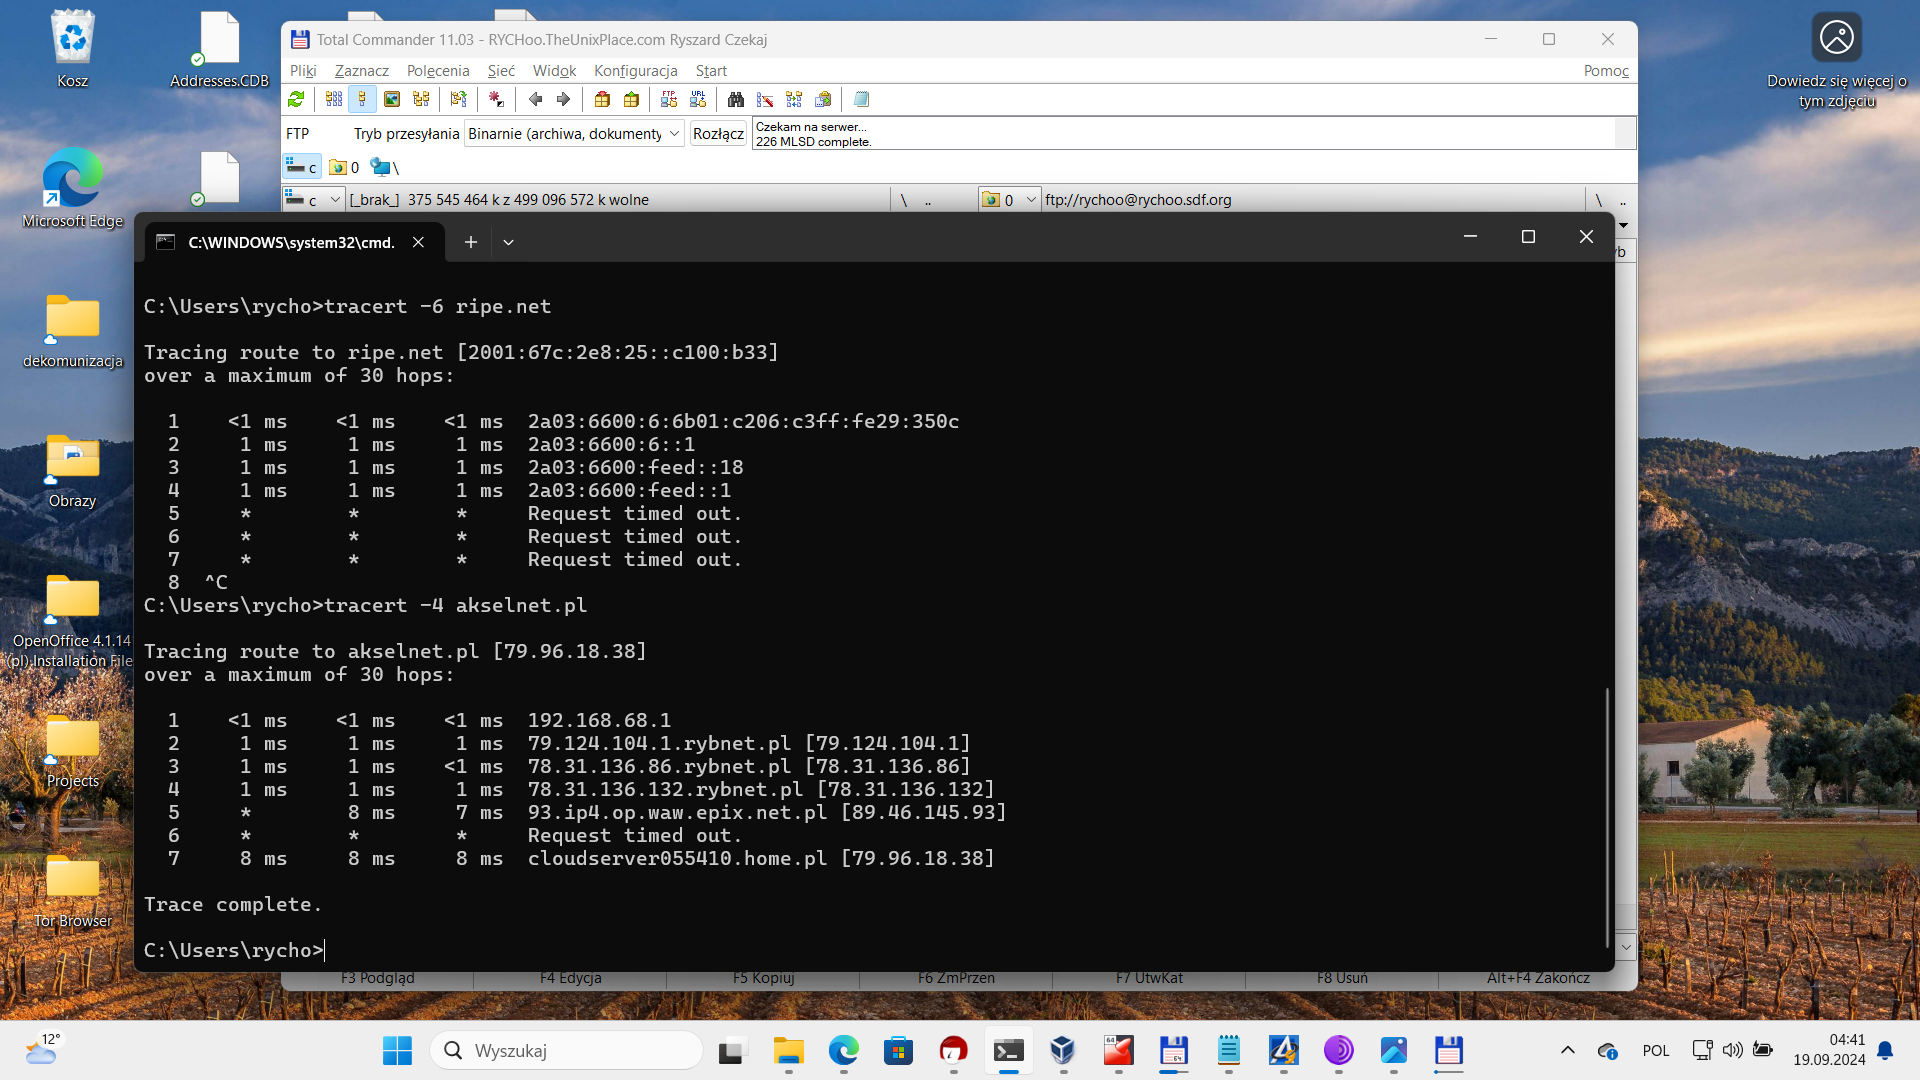 Kosz
Addresses.CDB
Microsoft Edge
dekomunizacja
Obrazy
OpenOffice 4.1.14
(pl) Installation File
Projects
Tor Browser
Dowiedz się więcej o
tym zdjęciu
Total Commander 11.03 - RYCHoo.TheUnixPlace.com Ryszard Czekaj
Pliki Zaznacz Polecenia Sieć Widok Konfiguracja Start Pomoc
FTP URL
FTP Tryb przesyłania Binarnie (archiwa, dokumenty Rozłącz
Czekam na serwer...
226 MLSD complete.
c 0 \
c [_brak_] 375 545 464 k z 499 096 572 k wolne \ .. 0 ftp://rychoo@rychoo.sdf.org \ ..
yb
C:\WINDOWS\system32\cmd.
C:\Users\rycho>tracert -6 ripe.net
Tracing route to ripe.net [2001:67c:2e8:25::c100:b33]
over a maximum of 30 hops:
1 <1 ms <1 ms <1 ms 2a03:6600:6:6b01:c206:c3ff:fe29:350c
2 1 ms 1 ms 1 ms 2a03:6600:6::1
3 1 ms 1 ms 1 ms 2a03:6600:feed::18
4 1 ms 1 ms 1 ms 2a03:6600:feed::1
5 * * * Request timed out.
6 * * * Request timed out.
7 * * * Request timed out.
8 ^C
C:\Users\rycho>tracert -4 akselnet.pl
Tracing route to akselnet.pl [79.96.18.38]
over a maximum of 30 hops:
1 <1 ms <1 ms <1 ms 192.168.68.1
2 1 ms 1 ms 1 ms 79.124.104.1.rybnet.pl [79.124.104.1]
3 1 ms 1 ms <1 ms 78.31.136.86.rybnet.pl [78.31.136.86]
4 1 ms 1 ms 1 ms 78.31.136.132.rybnet.pl [78.31.136.132]
5 * 8 ms 7 ms 93.ip4.op.waw.epix.net.pl [89.46.145.93]
6 * * * Request timed out.
7 8 ms 8 ms 8 ms cloudserver055410.home.pl [79.96.18.38]
Trace complete.
C:\Users\rycho>
F3 Podgląd F4 Edycja F5 Kopiuj F6 ZmPrzen F7 UtwKat F8 Usuń Alt+F4 Zakończ
12°
Wyszukaj
64
64
POL
04:41
19.09.2024